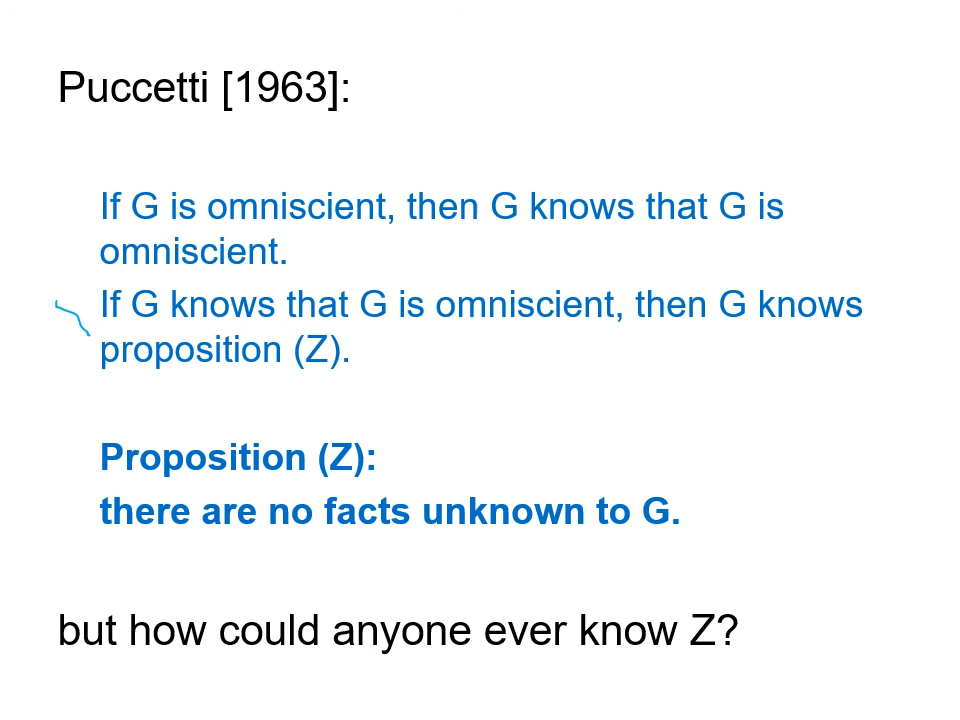 Puccetti [1963]:
If G is omniscient, then G knows that G is
omniscient.
If G knows that G is omniscient, then G knows
proposition (Z).
Proposition (Z):
there are no facts unknown to G.
but how could anyone ever know Z?